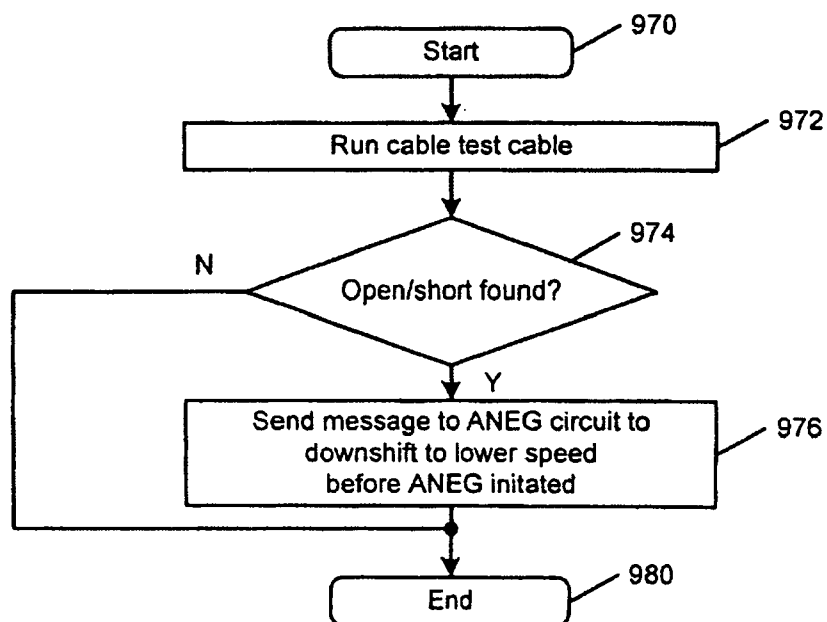 970
Start
972
Run cable test cable
974
N
Open/short found?
Y
Send message to ANEG circuit to
downshift to lower speed
before ANEG initated
976
980
End